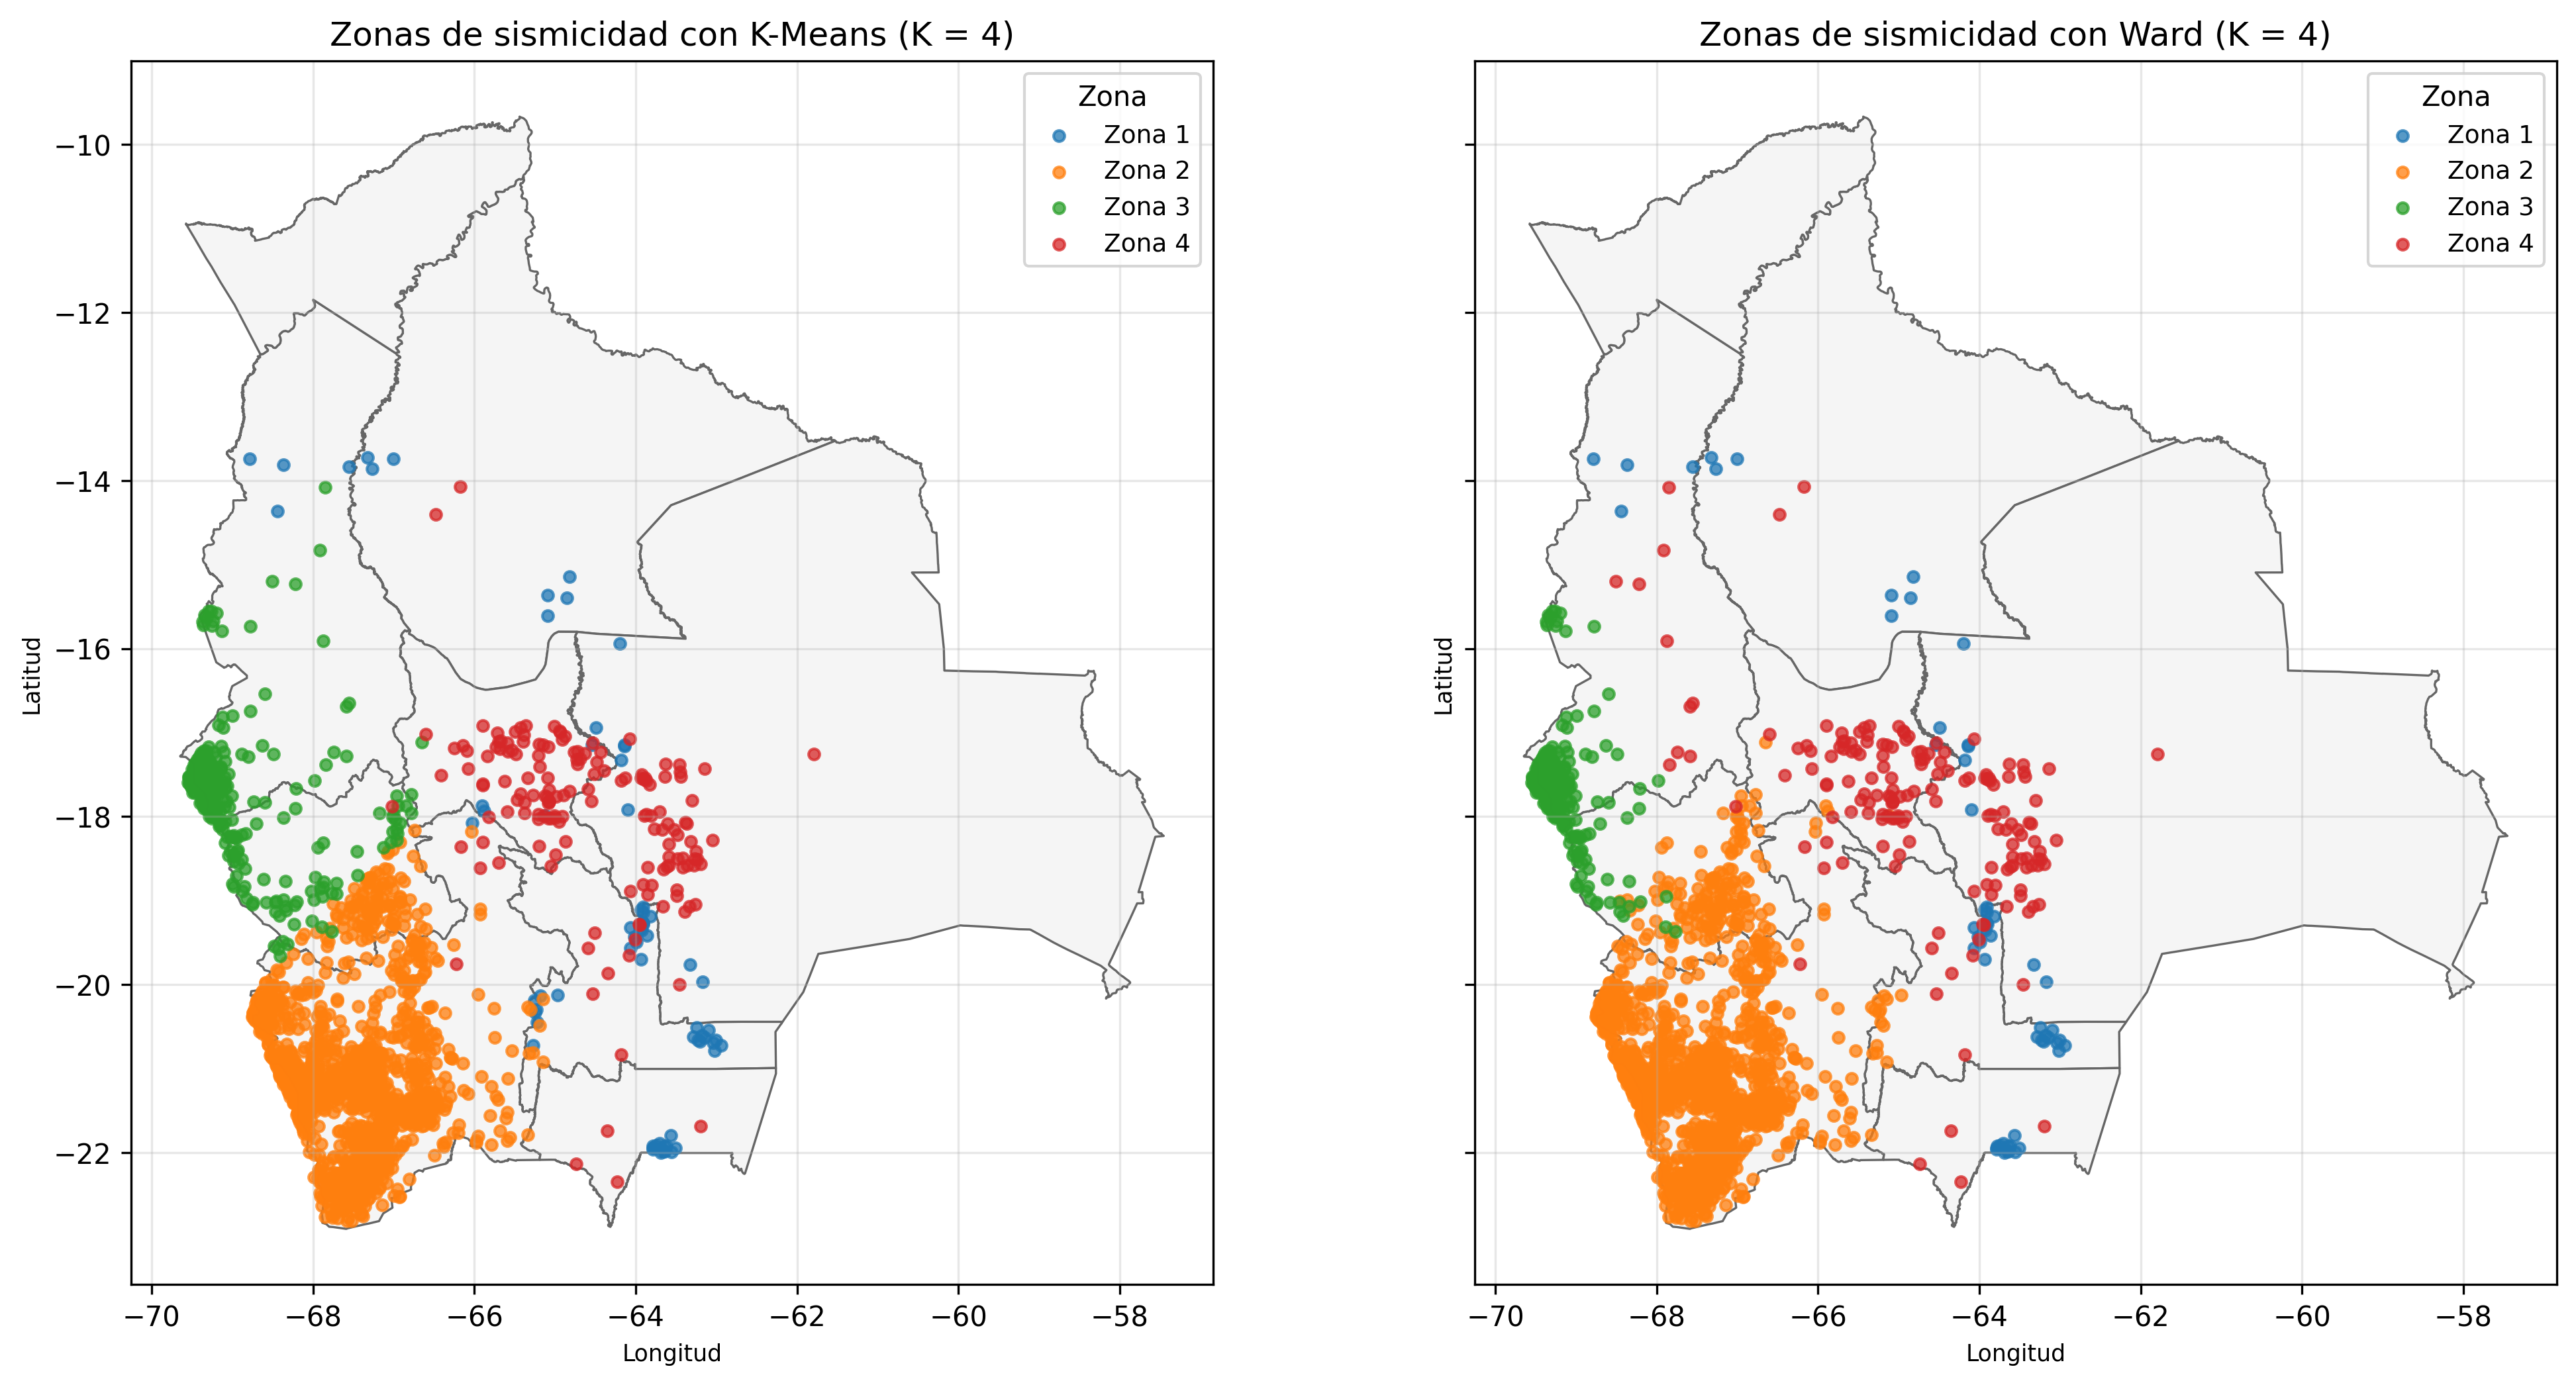 Zonas de sismicidad con K-Means (K = 4)
Zona
Zona 1
Zona 2
Zona 3
Zona 4
−10
−12
−14
−16
−18
−20
−22
Latitud
−70
−68
−66
−64
−62
−60
−58
Longitud
Zonas de sismicidad con Ward (K = 4)
Zona
Zona 1
Zona 2
Zona 3
Zona 4
Latitud
−70
−68
−66
−64
−62
−60
−58
Longitud